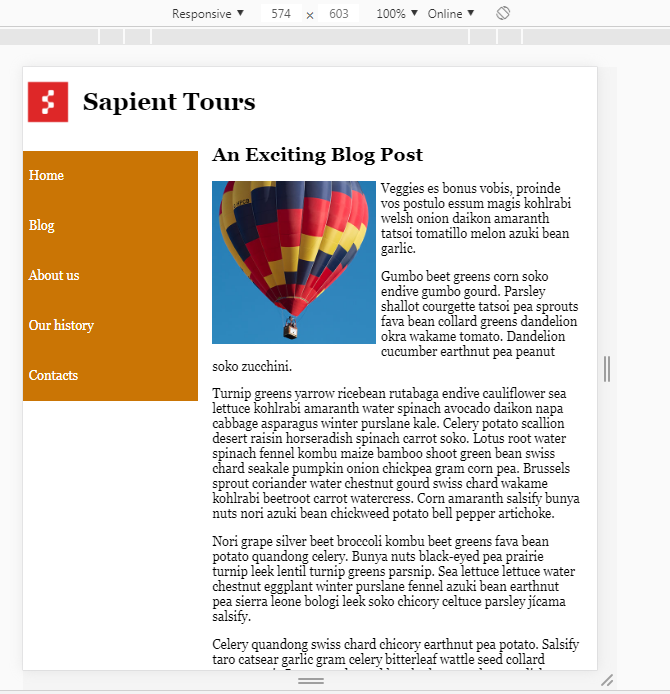 Responsive ▼ 574 × 603 100% ▼ Online ▼
Sapient Tours
Home
Blog
About us
Our history
Contacts
An Exciting Blog Post
Veggies es bonus vobis, proinde
vos postulo essum magis kohlrabi
welsh onion daikon amaranth
tatsoi tomatillo melon azuki bean
garlic.
Gumbo beet greens corn soko
endive gumbo gourd. Parsley
shallot courgette tatsoi pea sprouts
fava bean collard greens dandelion
okra wakame tomato. Dandelion
cucumber earthnut pea peanut
soko zucchini.
Turnip greens yarrow ricebean rutabaga endive cauliflower sea
lettuce kohlrabi amaranth water spinach avocado daikon napa
cabbage asparagus winter purslane kale. Celery potato scallion
desert raisin horseradish spinach carrot soko. Lotus root water
spinach fennel kombu maize bamboo shoot green bean swiss
chard seakale pumpkin onion chickpea gram corn pea. Brussels
sprout coriander water chestnut gourd swiss chard wakame
kohlrabi beetroot carrot watercress. Corn amaranth salsify bunya
nuts nori azuki bean chickweed potato bell pepper artichoke.
Nori grape silver beet broccoli kombu beet greens fava bean
potato quandong celery. Bunya nuts black-eyed pea prairie
turnip leek lentil turnip greens parsnip. Sea lettuce lettuce water
chestnut eggplant winter purslane fennel azuki bean earthnut
pea sierra leone bologi leek soko chicory celtuce parsley jícama
salsify.
Celery quandong swiss chard chicory earthnut pea potato. Salsify
taro catsear garlic gram celery bitterleaf wattle seed collard